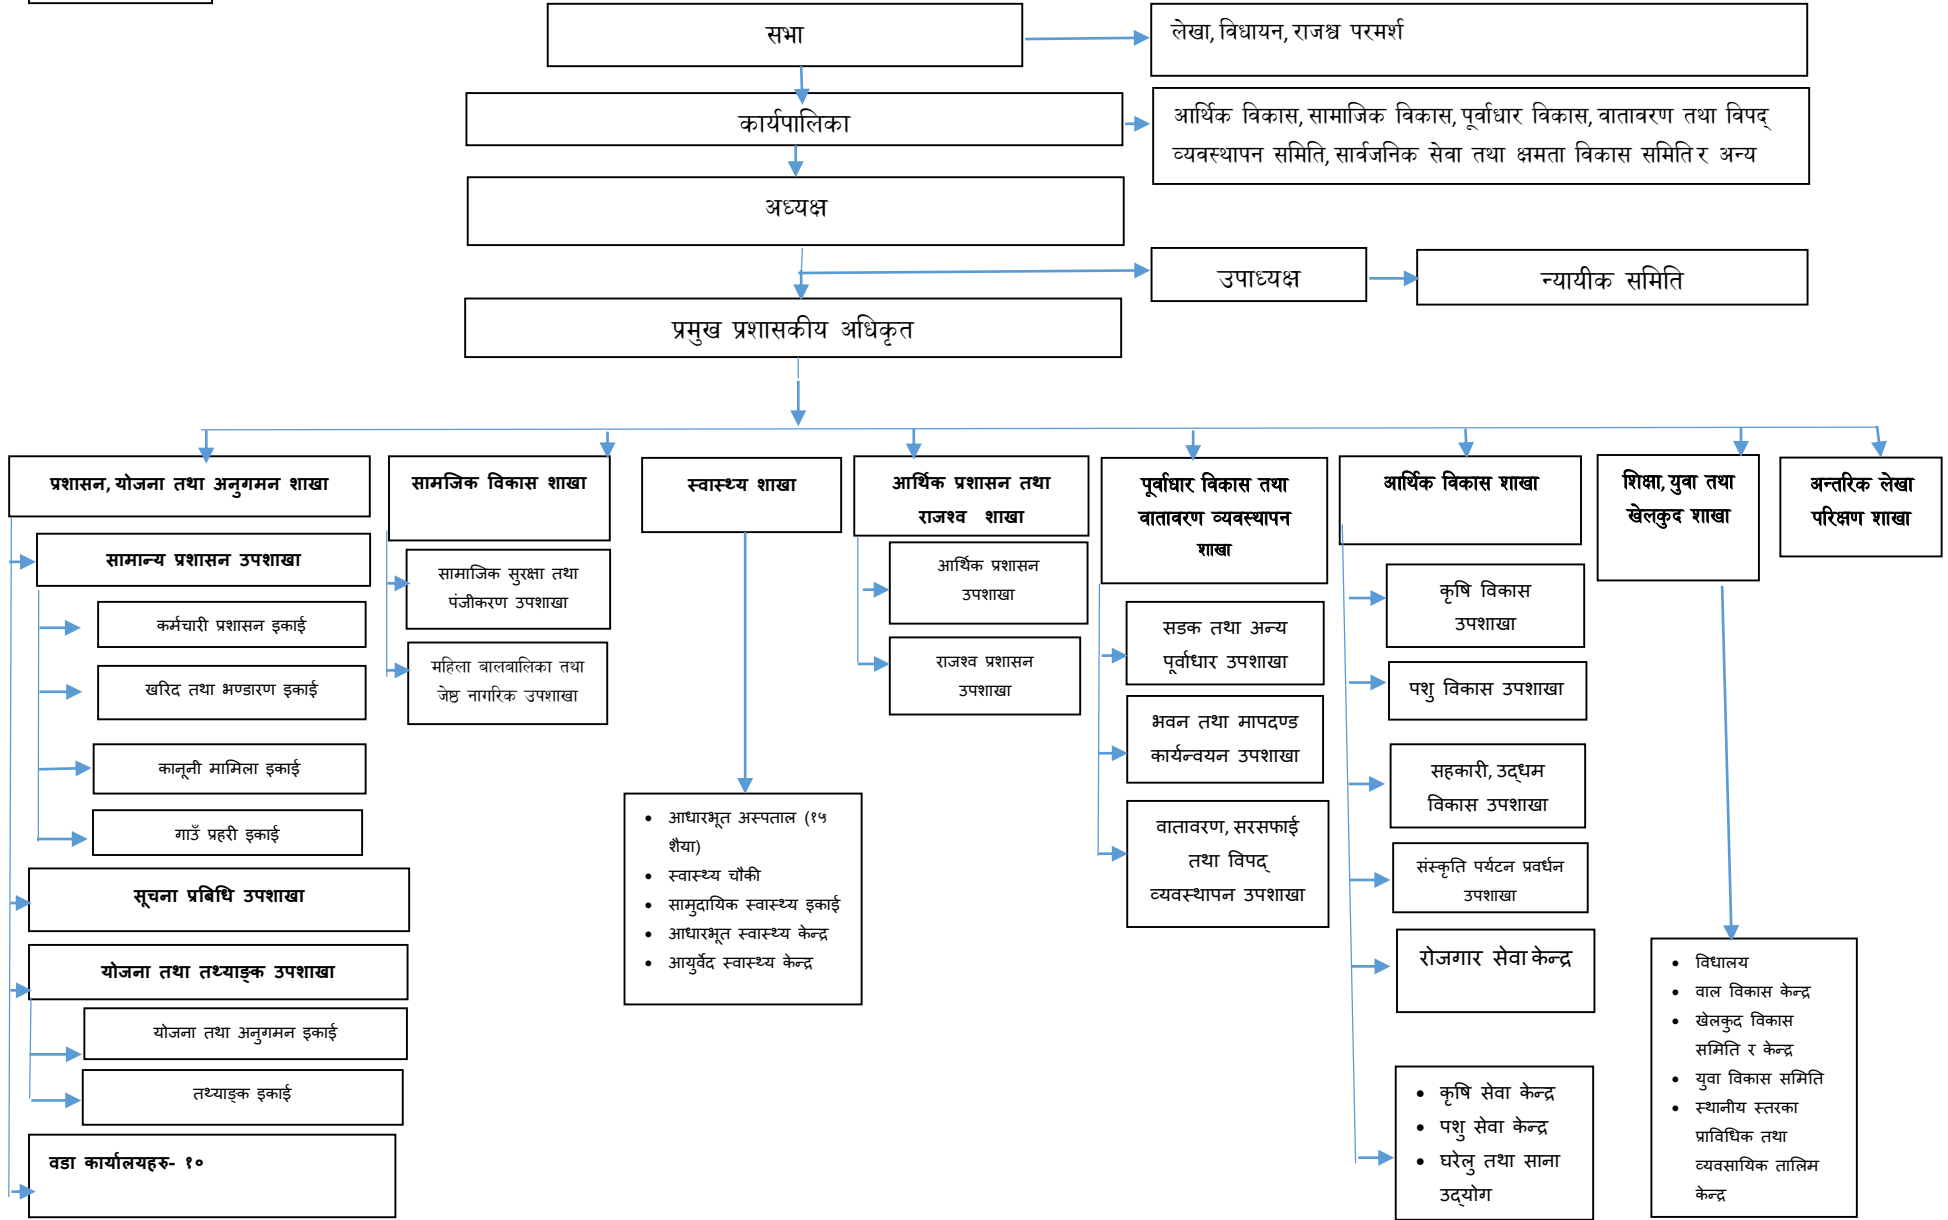 सभा
लेखा, विधायन, राजश्व परमर्श
कार्यपालिका
आर्थिक विकास, सामाजिक विकास, पूर्वाधार विकास, वातावरण तथा विपद्
व्यवस्थापन समिति, सार्वजनिक सेवा तथा क्षमता विकास समिति र अन्य
अध्यक्ष
उपाध्यक्ष
न्यायीक समिति
प्रमुख प्रशासकीय अधिकृत
प्रशासन, योजना तथा अनुगमन शाखा
सामान्य प्रशासन उपशाखा
कर्मचारी प्रशासन इकाई
खरिद तथा भण्डारण इकाई
कानूनी मामिला इकाई
गाउँ प्रहरी इकाई
सूचना प्रबिधि उपशाखा
योजना तथा तथ्याङ्क उपशाखा
योजना तथा अनुगमन इकाई
तथ्याङ्क इकाई
वडा कार्यालयहरु- १०
सामजिक विकास शाखा
सामाजिक सुरक्षा तथा
पंजीकरण उपशाखा
महिला बालबालिका तथा
जेष्ठ नागरिक उपशाखा
स्वास्थ्य शाखा
• आधारभूत अस्पताल (१५
शैया)
• स्वास्थ्य चौकी
• सामुदायिक स्वास्थ्य इकाई
• आधारभूत स्वास्थ्य केन्द्र
• आयुर्वेद स्वास्थ्य केन्द्र
आर्थिक प्रशासन तथा
राजश्व शाखा
आर्थिक प्रशासन
उपशाखा
राजश्व प्रशासन
उपशाखा
पूर्वाधार विकास तथा
वातावरण व्यवस्थापन
शाखा
सडक तथा अन्य
पूर्वाधार उपशाखा
भवन तथा मापदण्ड
कार्यन्वयन उपशाखा
वातावरण, सरसफाई
तथा विपद्
व्यवस्थापन उपशाखा
आर्थिक विकास शाखा
कृषि विकास
उपशाखा
पशु विकास उपशाखा
सहकारी, उद्धम
विकास उपशाखा
संस्कृति पर्यटन प्रवर्धन
उपशाखा
रोजगार सेवा केन्द्र
• कृषि सेवा केन्द्र
• पशु सेवा केन्द्र
• घरेलु तथा साना
उद्योग
शिक्षा, युवा तथा
खेलकुद शाखा
• विधालय
• वाल विकास केन्द्र
• खेलकुद विकास
समिति र केन्द्र
• युवा विकास समिति
• स्थानीय स्तरका
प्राविधिक तथा
व्यवसायिक तालिम
केन्द्र
अन्तरिक लेखा
परिक्षण शाखा